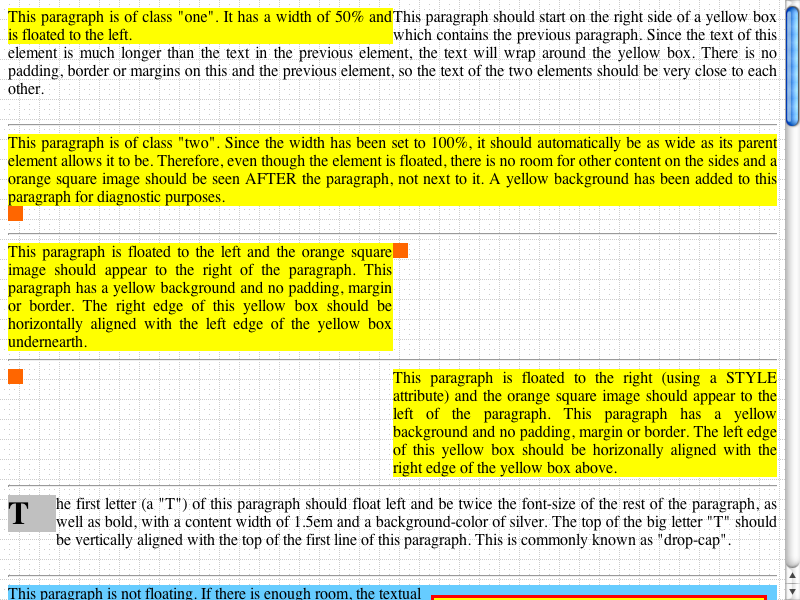 This paragraph is of class "one". It has a width of 50% and
is floated to the left.
This paragraph should start on the right side of a yellow box
which contains the previous paragraph. Since the text of this
element is much longer than the text in the previous element, the text will wrap around the yellow box. There is no
padding, border or margins on this and the previous element, so the text of the two elements should be very close to each
other.
This paragraph is of class "two". Since the width has been set to 100%, it should automatically be as wide as its parent
element allows it to be. Therefore, even though the element is floated, there is no room for other content on the sides and a
orange square image should be seen AFTER the paragraph, not next to it. A yellow background has been added to this
paragraph for diagnostic purposes.
This paragraph is floated to the left and the orange square
image should appear to the right of the paragraph. This
paragraph has a yellow background and no padding, margin
or border. The right edge of this yellow box should be
horizontally aligned with the left edge of the yellow box
underneath.
This paragraph is floated to the right (using a STYLE
attribute) and the orange square image should appear to the
left of the paragraph. This paragraph has a yellow
background and no padding, margin or border. The left edge
of this yellow box should be horizonally aligned with the
right edge of the yellow box above.
The first letter (a "T") of this paragraph should float left and be twice the font-size of the rest of the paragraph, as
well as bold, with a content width of 1.5em and a background-color of silver. The top of the big letter "T" should
be vertically aligned with the top of the first line of this paragraph. This is commonly known as "drop-cap".
This paragraph is not floating. If there is enough room, the textual